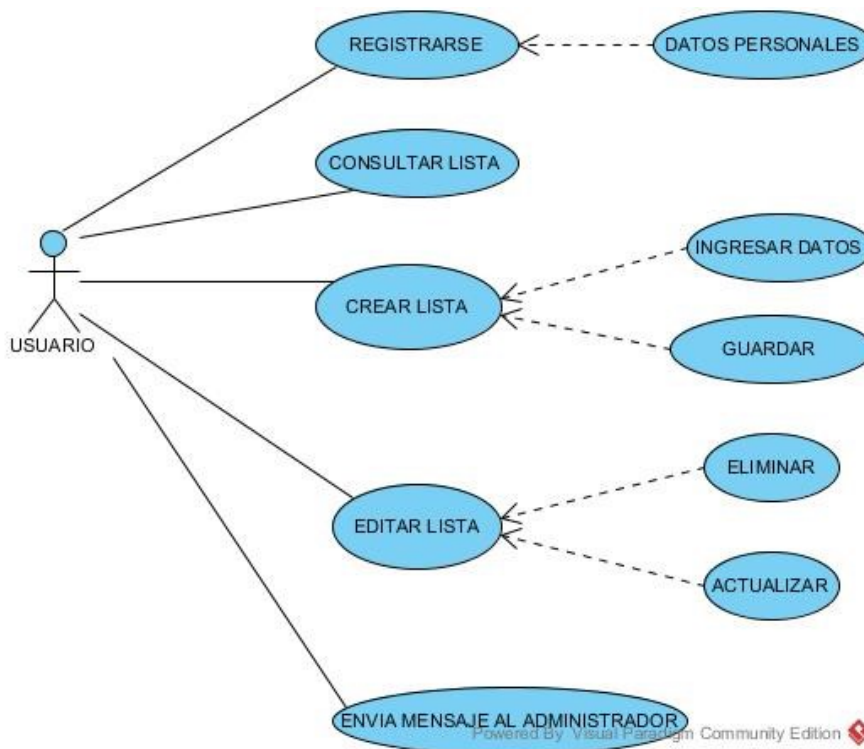 REGISTRARSE
DATOS PERSONALES
CONSULTAR LISTA
INGRESAR DATOS
CREAR LISTA
USUARIO
GUARDAR
ELIMINAR
EDITAR LISTA
ACTUALIZAR
ENVIA MENSAJE AL ADMINISTRADOR
Powered By Visual Paradigm Community Edition